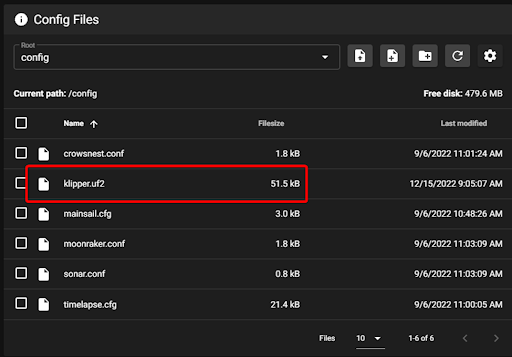 Config Files
Root
config
Current path: /config Free disk: 479.6 MB
Name Filesize Last modified
crowsnest.conf 1.8 kB 9/6/2022 11:01:24 AM
klipper.uf2 51.5 kB 12/15/2022 9:05:07 AM
mainsail.cfg 3.0 kB 9/6/2022 10:48:26 AM
moonraker.conf 1.8 kB 9/6/2022 11:03:09 AM
sonar.conf 0.8 kB 9/6/2022 11:03:09 AM
timelapse.cfg 21.4 kB 9/6/2022 11:00:05 AM
Files 10 1-6 of 6